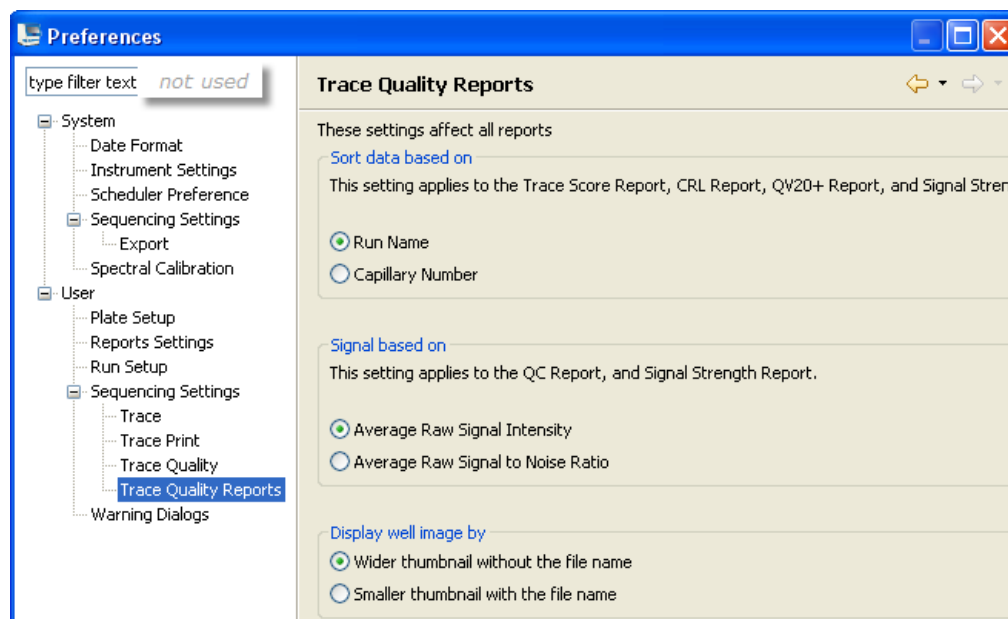 Preferences
type filter text not used
System
Date Format
Instrument Settings
Scheduler Preference
Sequencing Settings
Export
Spectral Calibration
User
Plate Setup
Reports Settings
Run Setup
Sequencing Settings
Trace
Trace Print
Trace Quality
Trace Quality Reports
Warning Dialogs
Trace Quality Reports
These settings affect all reports
Sort data based on
This setting applies to the Trace Score Report, CRL Report, QV20+ Report, and Signal
Run Name
Capillary Number
Signal based on
This setting applies to the QC Report, and Signal Strength Report.
Average Raw Signal Intensity
Average Raw Signal to Noise Ratio
Display well image by
Wider thumbnail without the file name
Smaller thumbnail with the file name